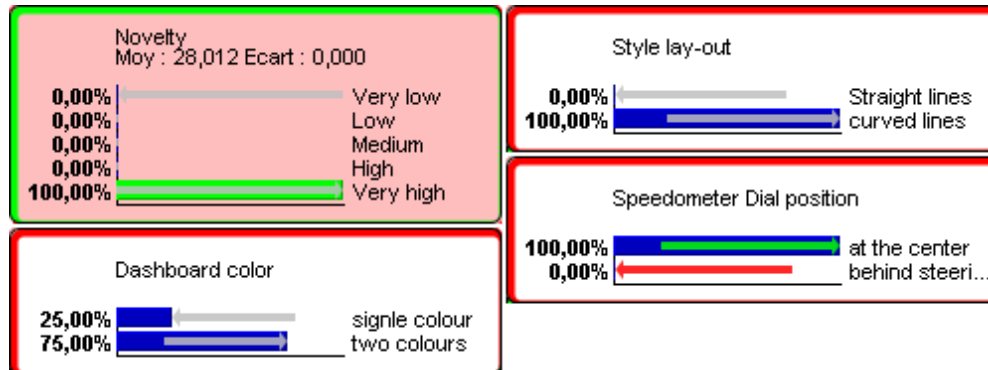 Novelty
Moy : 28,012 Ecart : 0,000
0,00% Very low
0,00% Low
0,00% Medium
0,00% High
100,00% Very high
Dashboard color
25,00% signle colour
75,00% two colours
Style lay-out
0,00% Straight lines
100,00% curved lines
Speedometer Dial position
100,00% at the center
0,00% behind steeri...